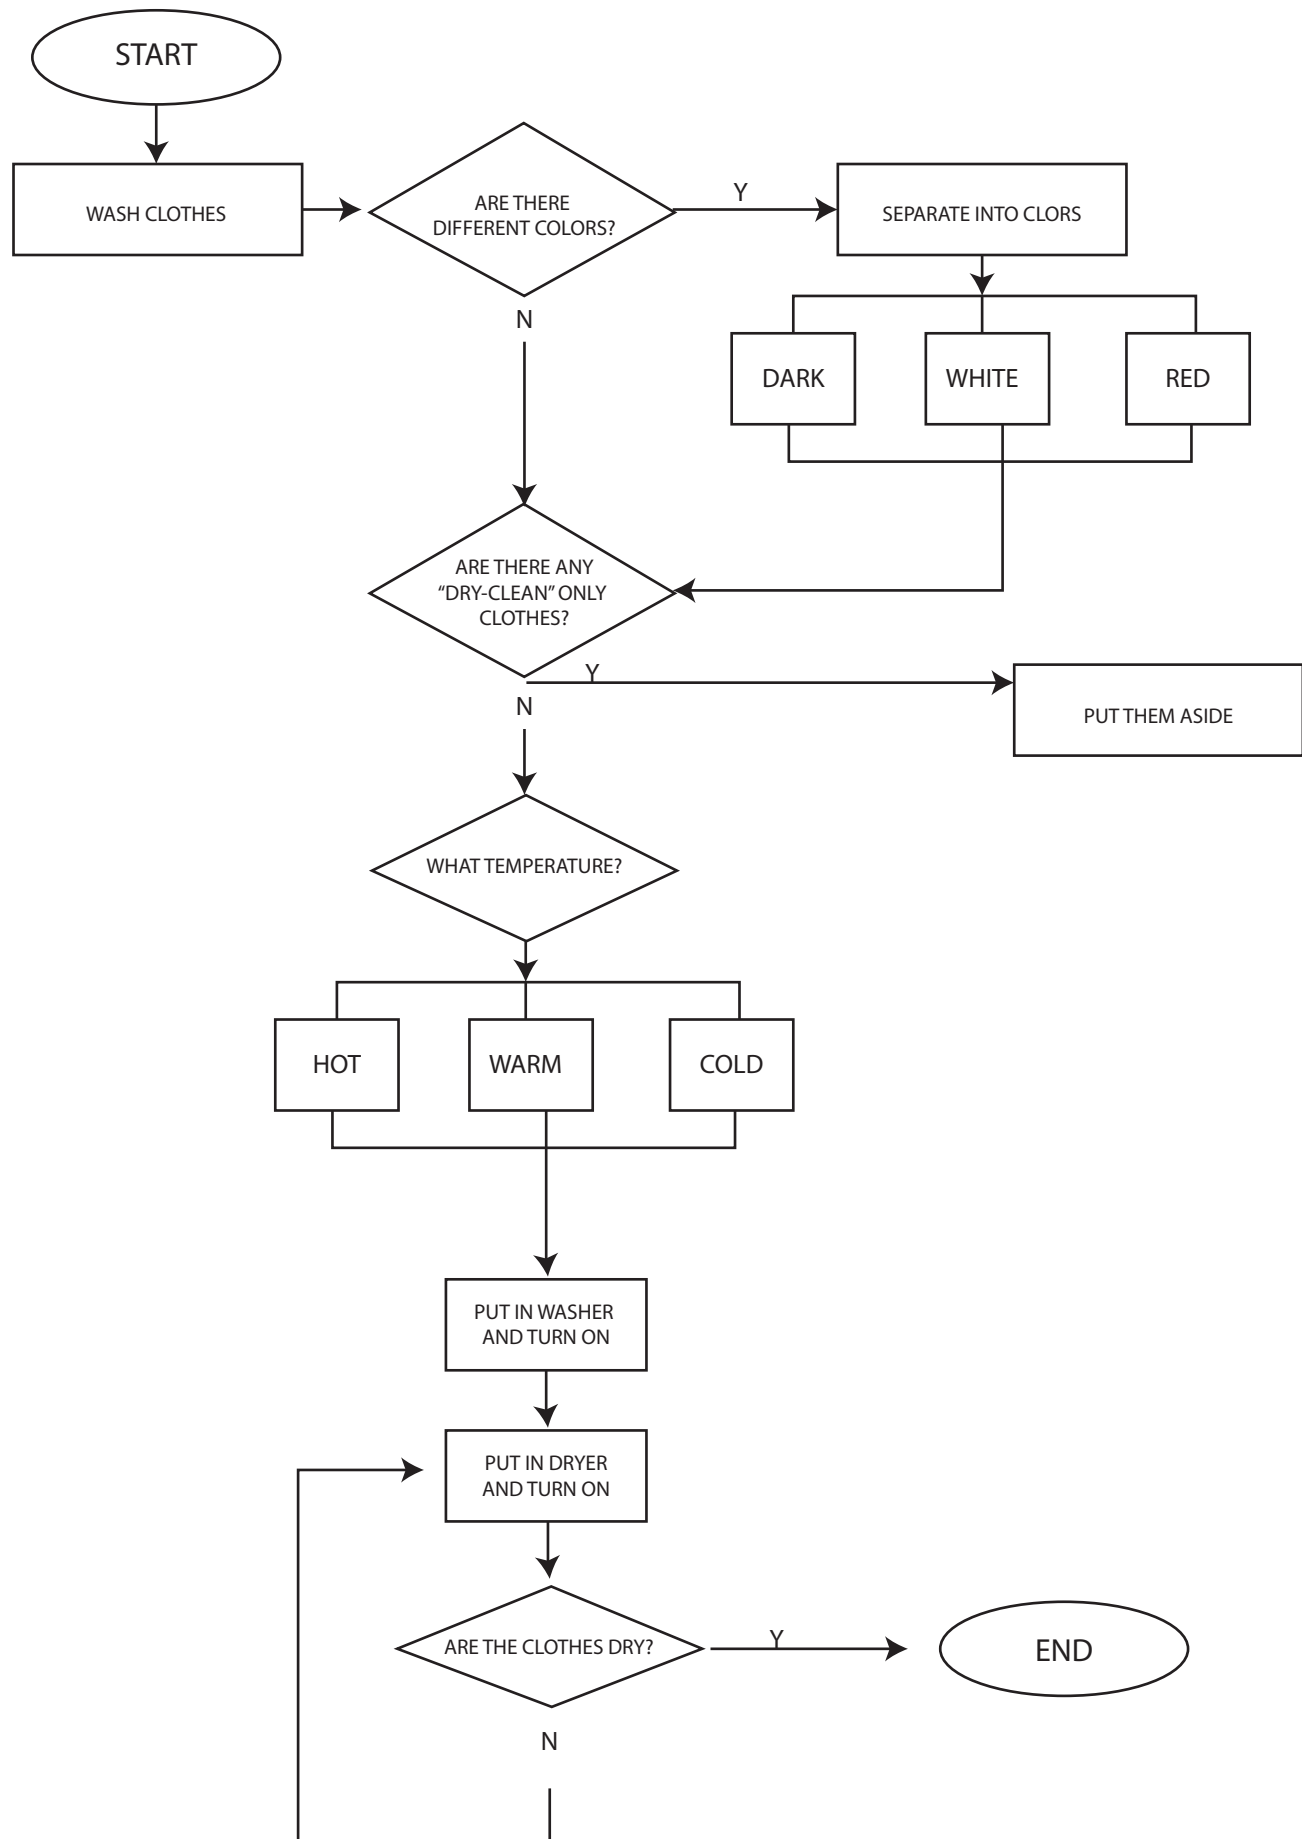 START
WASH CLOTHES
ARE THERE
DIFFERENT COLORS?
Y
SEPARATE INTO CLORS
N
DARK
WHITE
RED
ARE THERE ANY
“DRY-CLEAN” ONLY
CLOTHES?
Y
PUT THEM ASIDE
N
WHAT TEMPERATURE?
HOT
WARM
COLD
PUT IN WASHER
AND TURN ON
PUT IN DRYER
AND TURN ON
ARE THE CLOTHES DRY?
Y
END
N